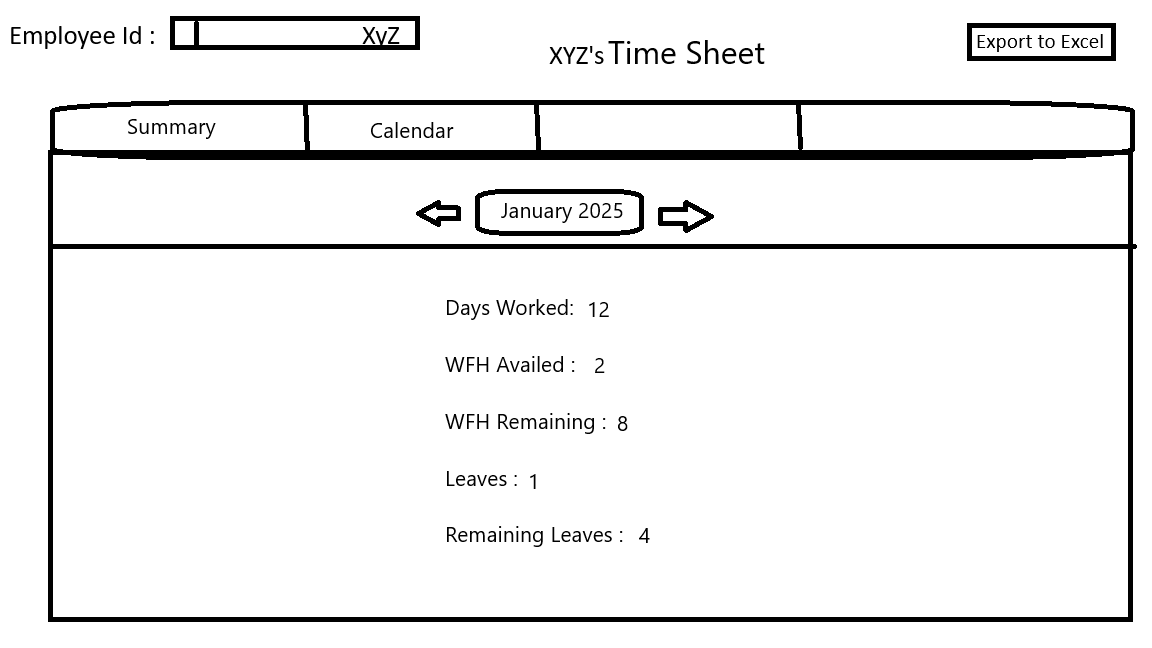 Employee Id : XyZ
XYZ's Time Sheet
Export to Excel
Summary
Calendar
January 2025
Days Worked: 12
WFH Availed : 2
WFH Remaining : 8
Leaves : 1
Remaining Leaves : 4